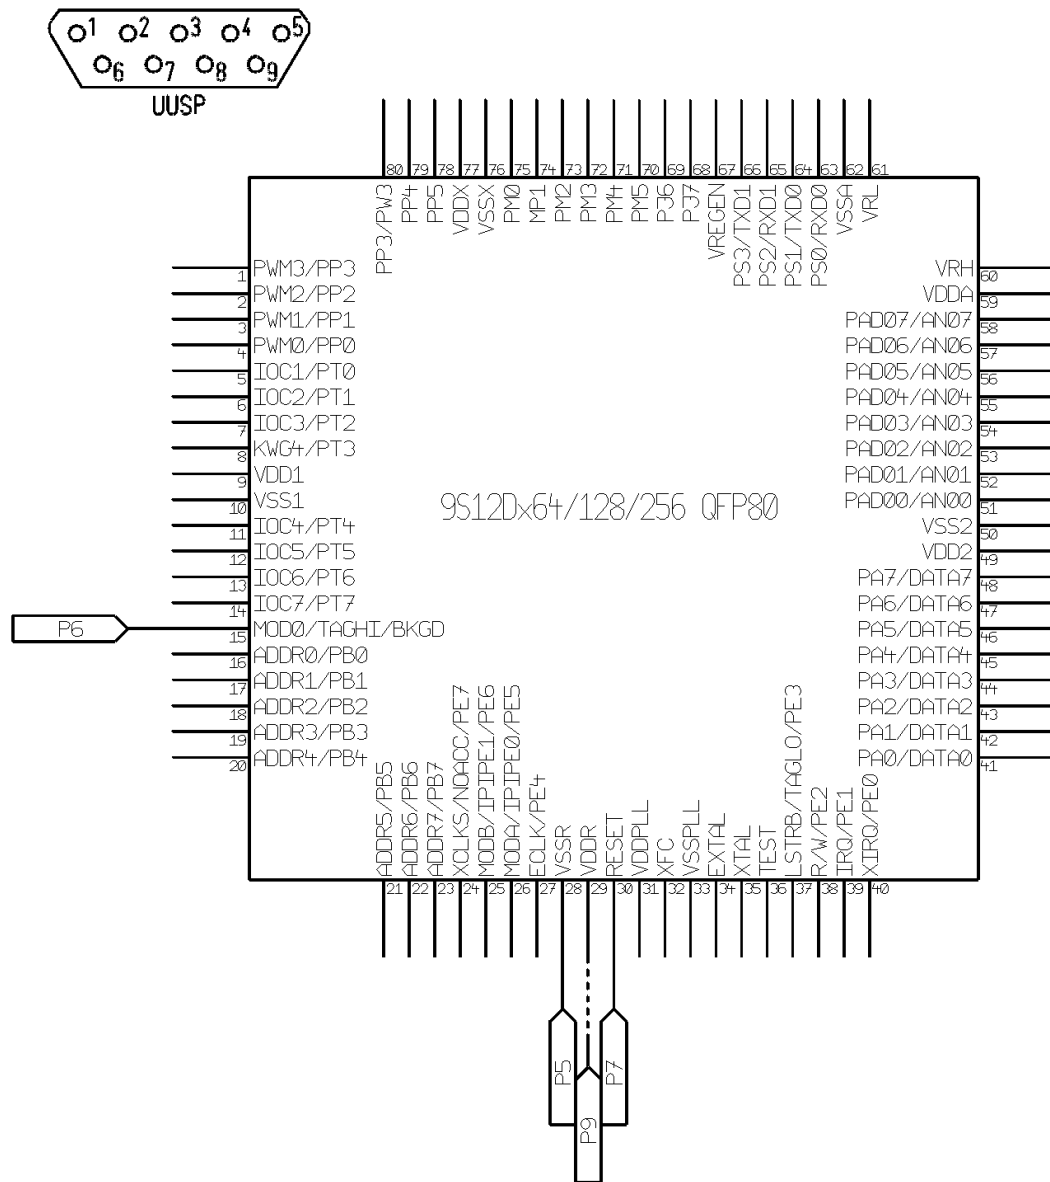 1 2 3 4 5
6 7 8 9
UUSP
80 79 78 77 76 75 74 73 72 71 70 69 68 67 66 65 64 63 62 61
PP3/PW3
PP4
PP5
VDDX
VSSX
PM0
MP1
PM2
PM3
PM4
PM5
PJ6
PJ7
VREGEN
PS3/TXD1
PS2/RXD1
PS1/TXD0
PS0/RXD0
VSSA
VRL
1 PWM3/PP3
2 PWM2/PP2
3 PWM1/PP1
4 PWM0/PP0
5 IOC1/PT0
6 IOC2/PT1
7 IOC3/PT2
8 KWG4/PT3
9 VDD1
10 VSS1
11 IOC4/PT4
12 IOC5/PT5
13 IOC6/PT6
14 IOC7/PT7
P6 15 MOD0/TAGHI/BKGD
16 ADDR0/PB0
17 ADDR1/PB1
18 ADDR2/PB2
19 ADDR3/PB3
20 ADDR4/PB4
9S12Dx64/128/256 QFP80
VRH 60
VDDA 59
PAD07/AN07 58
PAD06/AN06 57
PAD05/AN05 56
PAD04/AN04 55
PAD03/AN03 54
PAD02/AN02 53
PAD01/AN01 52
PAD00/AN00 51
VSS2 50
VDD2 49
PA7/DATA7 48
PA6/DATA6 47
PA5/DATA5 46
PA4/DATA4 45
PA3/DATA3 44
PA2/DATA2 43
PA1/DATA1 42
PA0/DATA0 41
ADDR5/PB5
ADDR6/PB6
ADDR7/PB7
XCLKS/NOACC/PE7
MODB/IPIPE1/PE6
MODA/IPIPE0/PE5
ECLK/PE4
VSSR
VDDR
RESET
VDDPLL
XFC
VSSPLL
EXTAL
XTAL
TEST
LSTRB/TAGLO/PE3
R/W/PE2
IRQ/PE1
XIRQ/PE0
21 22 23 24 25 26 27 28 29 30 31 32 33 34 35 36 37 38 39 40
P5
P9
P7